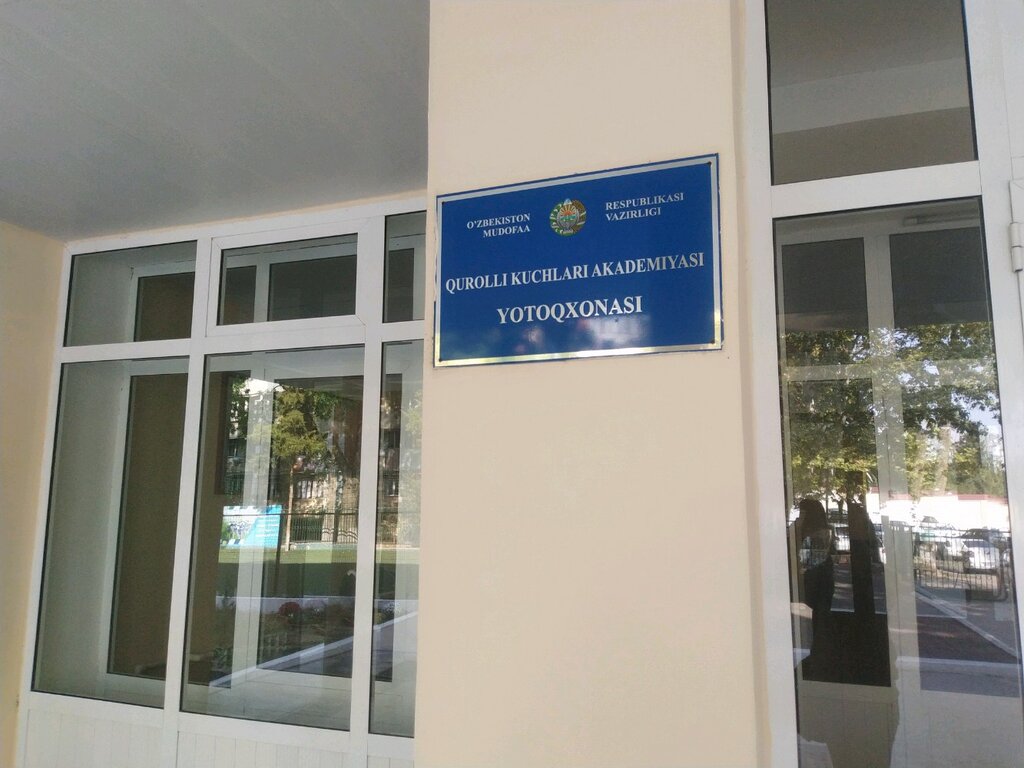 O'ZBEKISTON RESPUBLIKASI
MUDOFAA VAZIRLIGI
QUROLLI KUCHLARI AKADEMIYASI
YOTOQXONASI